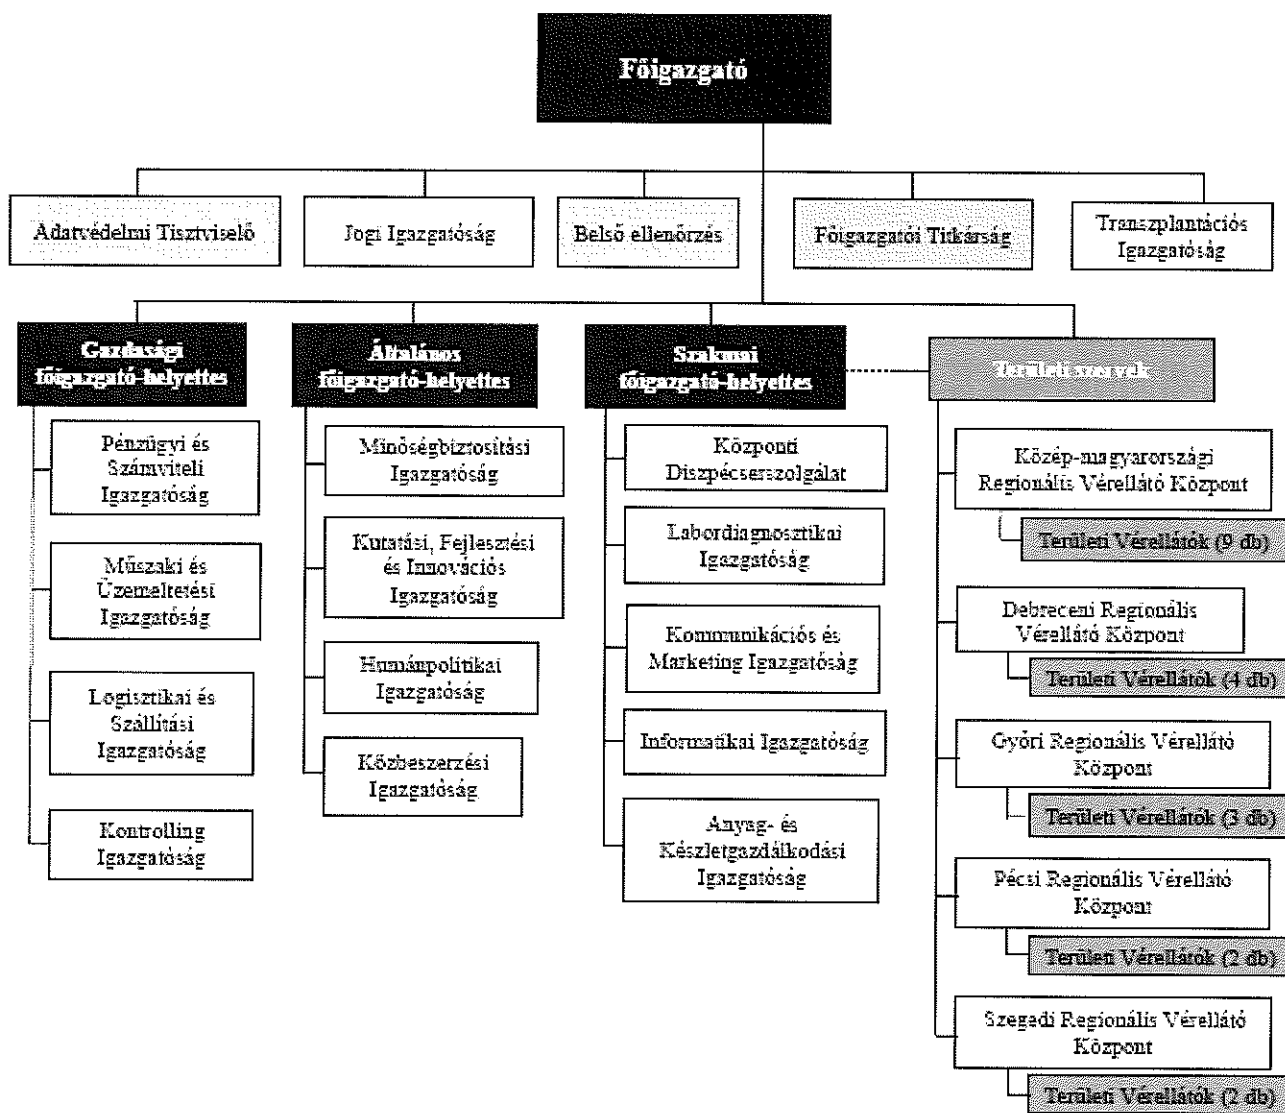 Főigazgató
Adatvédelmi Tisztviselő
Jogi Igazgatóság
Belső ellenőrzés
Főigazgatói Titkárság
Transzplantációs
Igazgatóság
Gazdasági
főigazgató-helyettes
Pénzügyi és
Számviteli
Igazgatóság
Műszaki és
Üzemeltetési
Igazgatóság
Logisztikai és
Szállítási
Igazgatóság
Kontrolling
Igazgatóság
Általános
főigazgató-helyettes
Minőségbiztosítási
Igazgatóság
Kutatási, Fejlesztési
és Innovációs
Igazgatóság
Humánpolitikai
Igazgatóság
Közbeszerzési
Igazgatóság
Szakmai
főigazgató-helyettes
Központi
Diszpécserszolgálat
Labordiagnosztikai
Igazgatóság
Kommunikációs és
Marketing Igazgatóság
Informatikai Igazgatóság
Anyag- és
Készletgazdálkodási
Igazgatóság
Területi szervek
Közép-magyarországi
Regionális Vérellátó Központ
Területi Vérellátók (9 db)
Debreceni Regionális
Vérellátó Központ
Területi Vérellátók (4 db)
Győri Regionális Vérellátó
Központ
Területi Vérellátók (3 db)
Pécsi Regionális Vérellátó
Központ
Területi Vérellátók (2 db)
Szegedi Regionális Vérellátó
Központ
Területi Vérellátók (2 db)